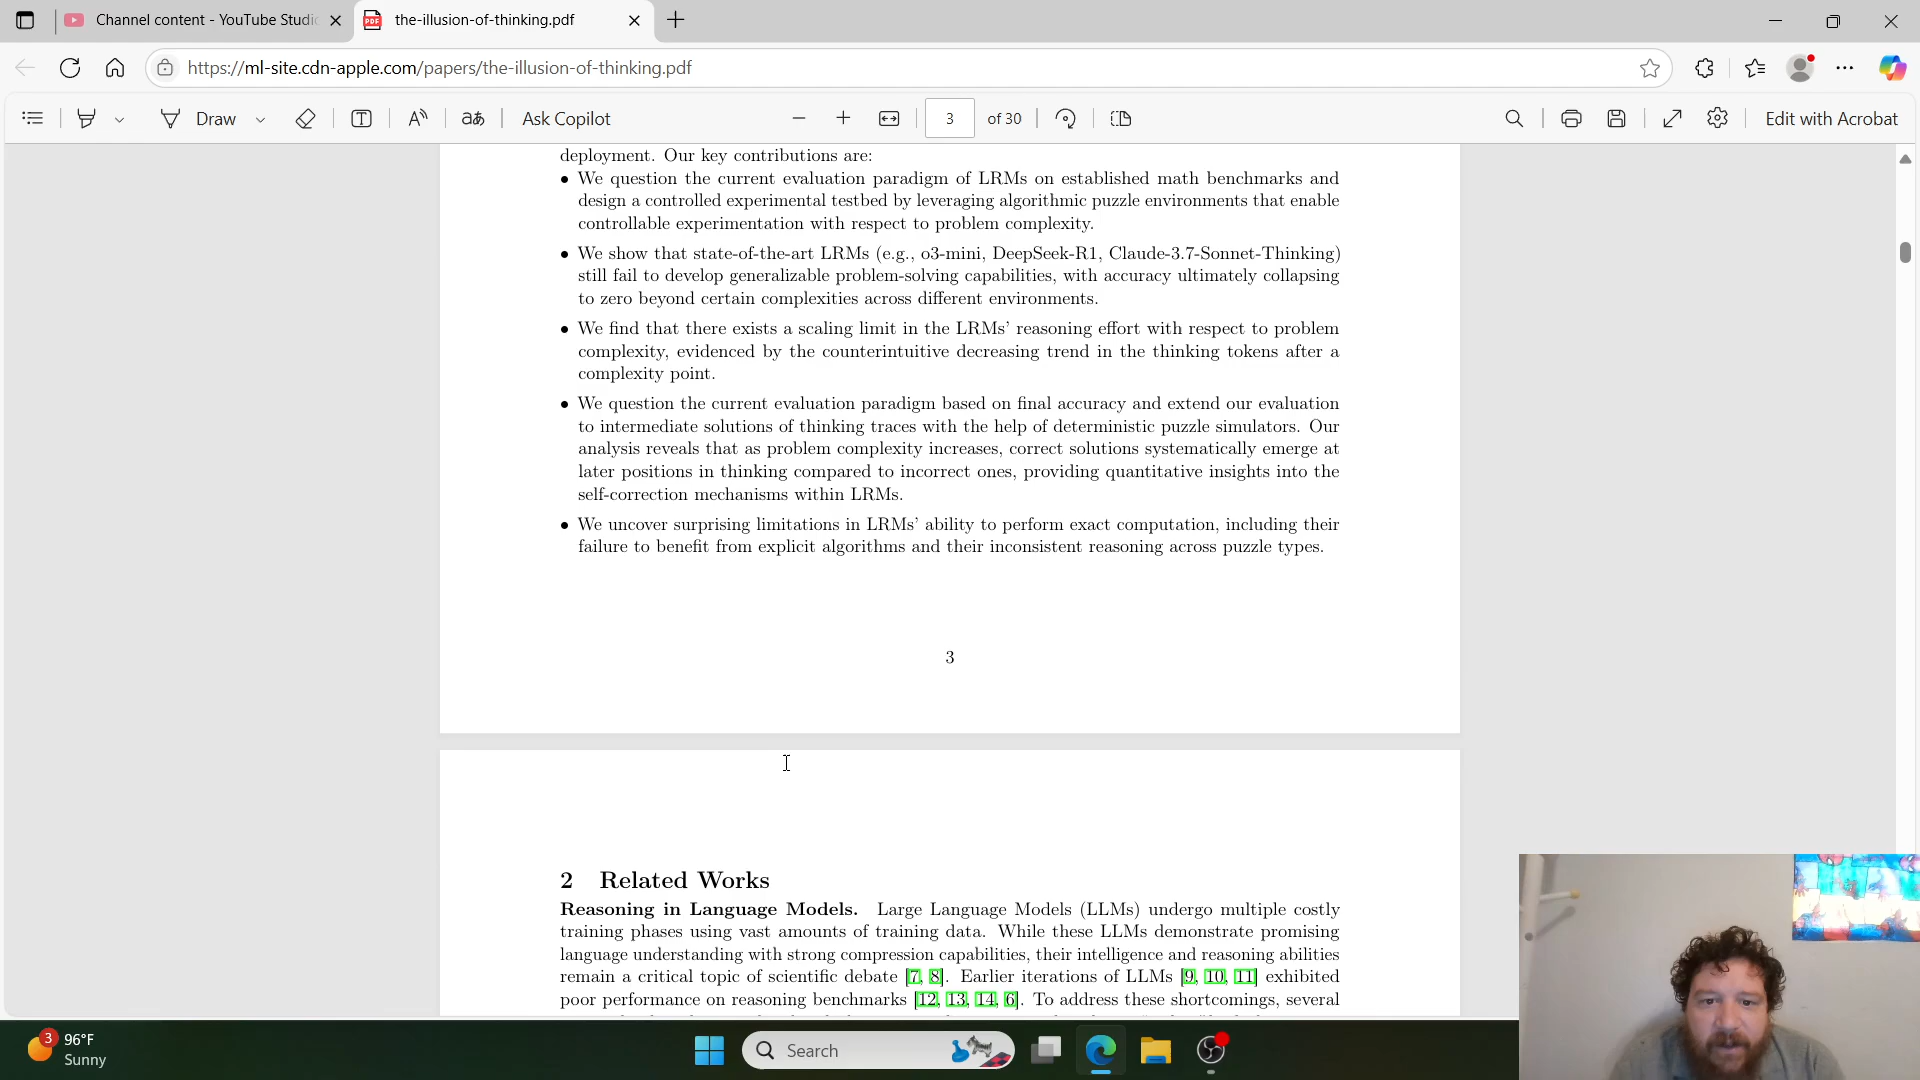 Channel content - YouTube Studi
the-illusion-of-thinking.pdf
https://ml-site.cdn-apple.com/papers/the-illusion-of-thinking.pdf
Draw
Ask Copilot
3 of 30
Edit with Acrobat
deployment. Our key contributions are:
• We question the current evaluation paradigm of LRMs on established math benchmarks and
design a controlled experimental testbed by leveraging algorithmic puzzle environments that enable
controllable experimentation with respect to problem complexity.
• We show that state-of-the-art LRMs (e.g., o3-mini, DeepSeek-R1, Claude-3.7-Sonnet-Thinking)
still fail to develop generalizable problem-solving capabilities, with accuracy ultimately collapsing
to zero beyond certain complexities across different environments.
• We find that there exists a scaling limit in the LRMs' reasoning effort with respect to problem
complexity, evidenced by the counterintuitive decreasing trend in the thinking tokens after a
complexity point.
• We question the current evaluation paradigm based on final accuracy and extend our evaluation
to intermediate solutions of thinking traces with the help of deterministic puzzle simulators. Our
analysis reveals that as problem complexity increases, correct solutions systematically emerge at
later positions in thinking compared to incorrect ones, providing quantitative insights into the
self-correction mechanisms within LRMs.
• We uncover surprising limitations in LRMs' ability to perform exact computation, including their
failure to benefit from explicit algorithms and their inconsistent reasoning across puzzle types.
3
2 Related Works
Reasoning in Language Models. Large Language Models (LLMs) undergo multiple costly
training phases using vast amounts of training data. While these LLMs demonstrate promising
language understanding with strong compression capabilities, their intelligence and reasoning abilities
remain a critical topic of scientific debate [7, 8]. Earlier iterations of LLMs [9, 10, 11] exhibited
poor performance on reasoning benchmarks [12, 13, 14, 6]. To address these shortcomings, several
3
96°F
Sunny
Search